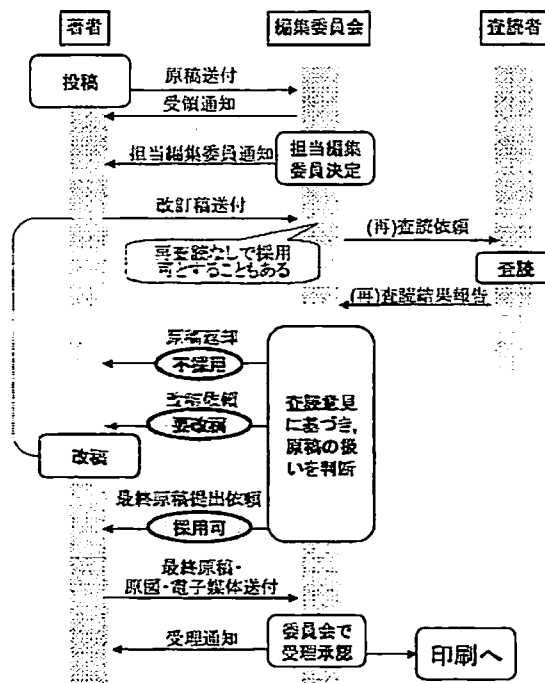 著者
編集委員会
査読者
投稿
原稿送付
受領通知
担当編集委員通知
担当編集
委員決定
改訂稿送付
(再)査読依頼
再査読なしで採用
可とすることもある
査読
(再)査読結果報告
原稿返却
不採用
改稿依頼
要改稿
査読意見
に基づき,
原稿の扱
いを判断
改稿
最終原稿提出依頼
採用可
最終原稿・
原図・電子媒体送付
受理通知
委員会で
受理承認
印刷へ